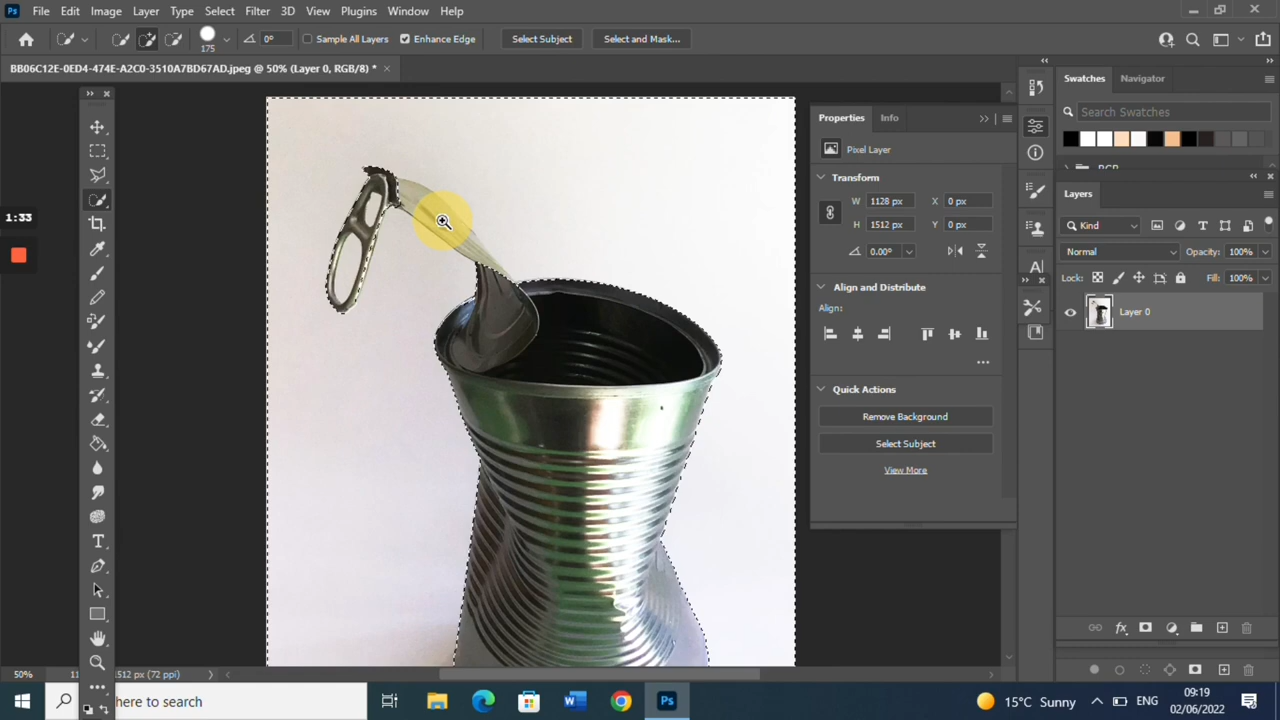 Ps File Edit Image Layer Type Select Filter 3D View Plugins Window Help
175 0° Sample All Layers Enhance Edge Select Subject Select and Mask...
BB06C12E-0ED4-474E-A2C0-3510A7BD67AD.jpeg @ 50% (Layer 0, RGB/8) *
Swatches Navigator
Search Swatches
Properties Info
Pixel Layer
Transform
W 1128 px X 0 px
H 1512 px Y 0 px
0.00°
Align and Distribute
Align:
Quick Actions
Remove Background
Select Subject
View More
Layers
Kind
Normal Opacity: 100%
Lock: Fill: 100%
Layer 0
1:33
50% 1512 px (72 ppi)
here to search
15°C Sunny ENG 09:19
02/06/2022